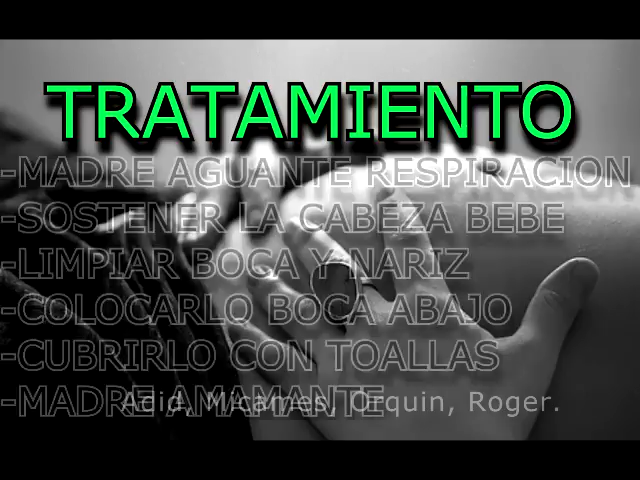 TRATAMIENTO
-MADRE AGUANTE RESPIRACION
-SOSTENER LA CABEZA BEBE
-LIMPIAR BOCA Y NARIZ
-COLOCARLO BOCA ABAJO
-CUBRIRLO CON TOALLAS
-MADRE AMAMANTE
Adid, Micames, Orquin, Roger.